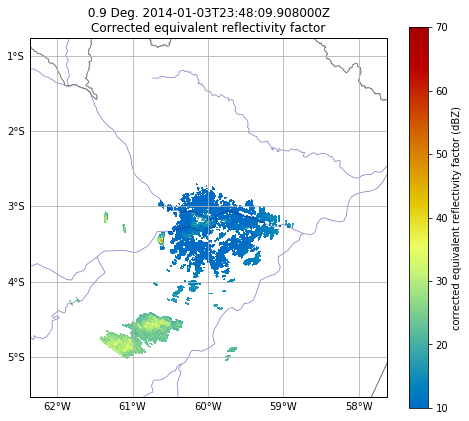 0.9 Deg. 2014-01-03T23:48:09.908000Z
Corrected equivalent reflectivity factor
1°S
2°S
3°S
4°S
5°S
62°W
61°W
60°W
59°W
58°W
70
60
50
40
30
20
10
corrected equivalent reflectivity factor (dBZ)